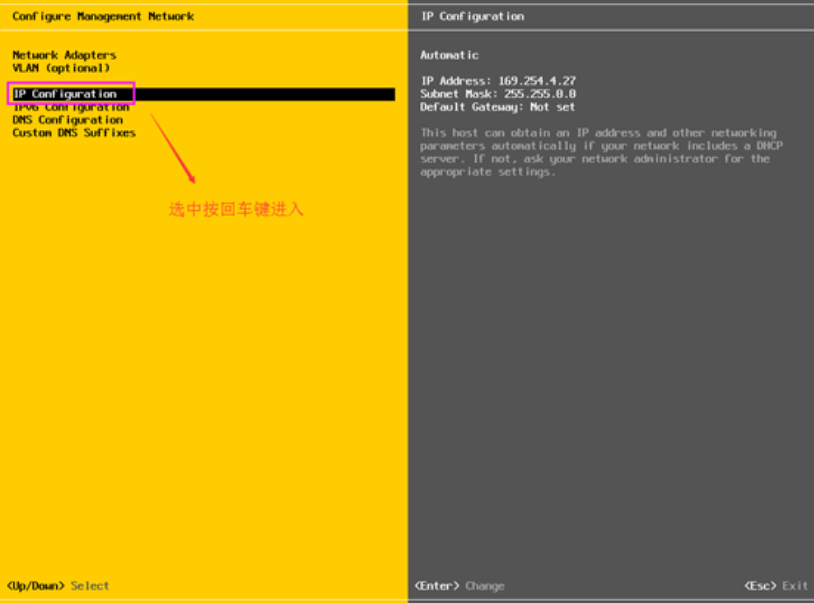 Configure Management Network
Network Adapters
VLAN (optional)
IP Configuration
IPv6 Configuration
DNS Configuration
Custom DNS Suffixes
选中按回车键进入
<Up/Down> Select
IP Configuration
Automatic
IP Address: 169.254.4.27
Subnet Mask: 255.255.0.0
Default Gateway: Not set
This host can obtain an IP address and other networking
parameters automatically if your network includes a DHCP
server. If not, ask your network administrator for the
appropriate settings.
<Enter> Change
<Esc> Exit